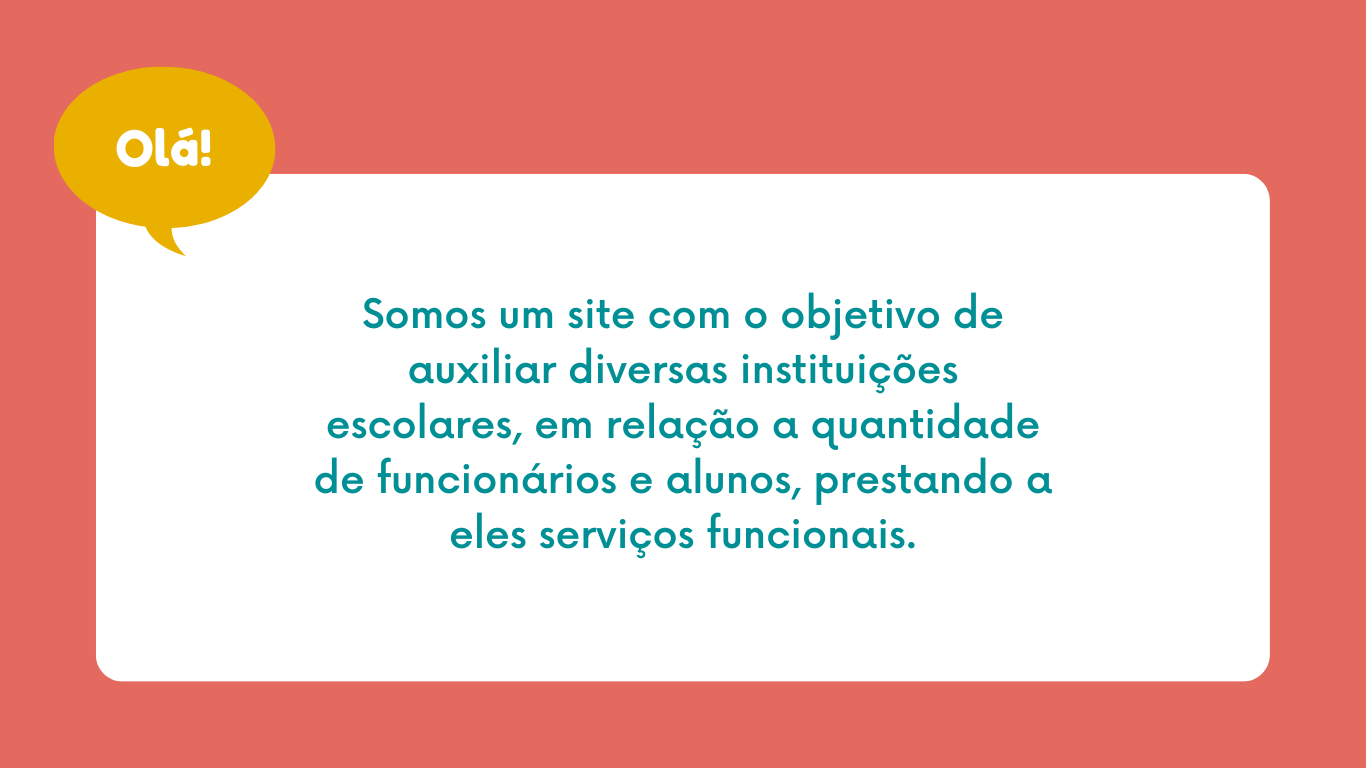 Olá!
Somos um site com o objetivo de
auxiliar diversas instituições
escolares, em relação a quantidade
de funcionários e alunos, prestando a
eles serviços funcionais.